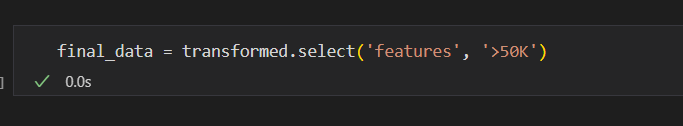 final_data = transformed.select('features', '>50K')
]
✓ 0.0s